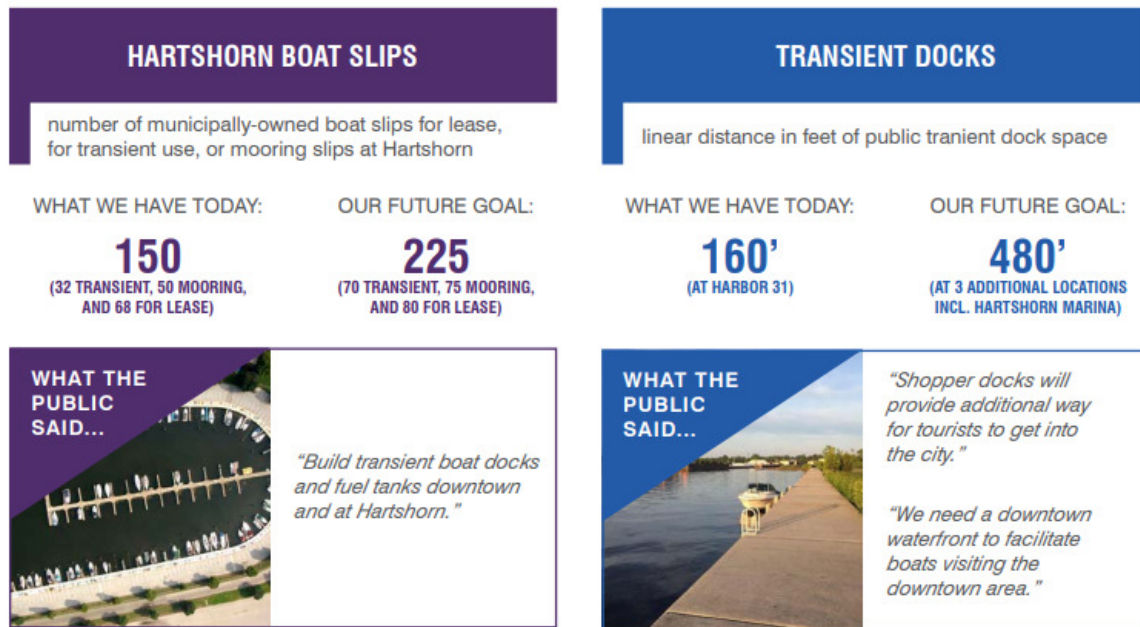 HARTSHORN BOAT SLIPS
number of municipally-owned boat slips for lease,
for transient use, or mooring slips at Hartshorn
WHAT WE HAVE TODAY:
150
(32 TRANSIENT, 50 MOORING,
AND 68 FOR LEASE)
OUR FUTURE GOAL:
225
(70 TRANSIENT, 75 MOORING,
AND 80 FOR LEASE)
WHAT THE
PUBLIC
SAID...
“Build transient boat docks
and fuel tanks downtown
and at Hartshorn.”
TRANSIENT DOCKS
linear distance in feet of public tranient dock space
WHAT WE HAVE TODAY:
160’
(AT HARBOR 31)
OUR FUTURE GOAL:
480’
(AT 3 ADDITIONAL LOCATIONS
INCL. HARTSHORN MARINA)
WHAT THE
PUBLIC
SAID...
“Shopper docks will
provide additional way
for tourists to get into
the city.”
“We need a downtown
waterfront to facilitate
boats visiting the
downtown area.”